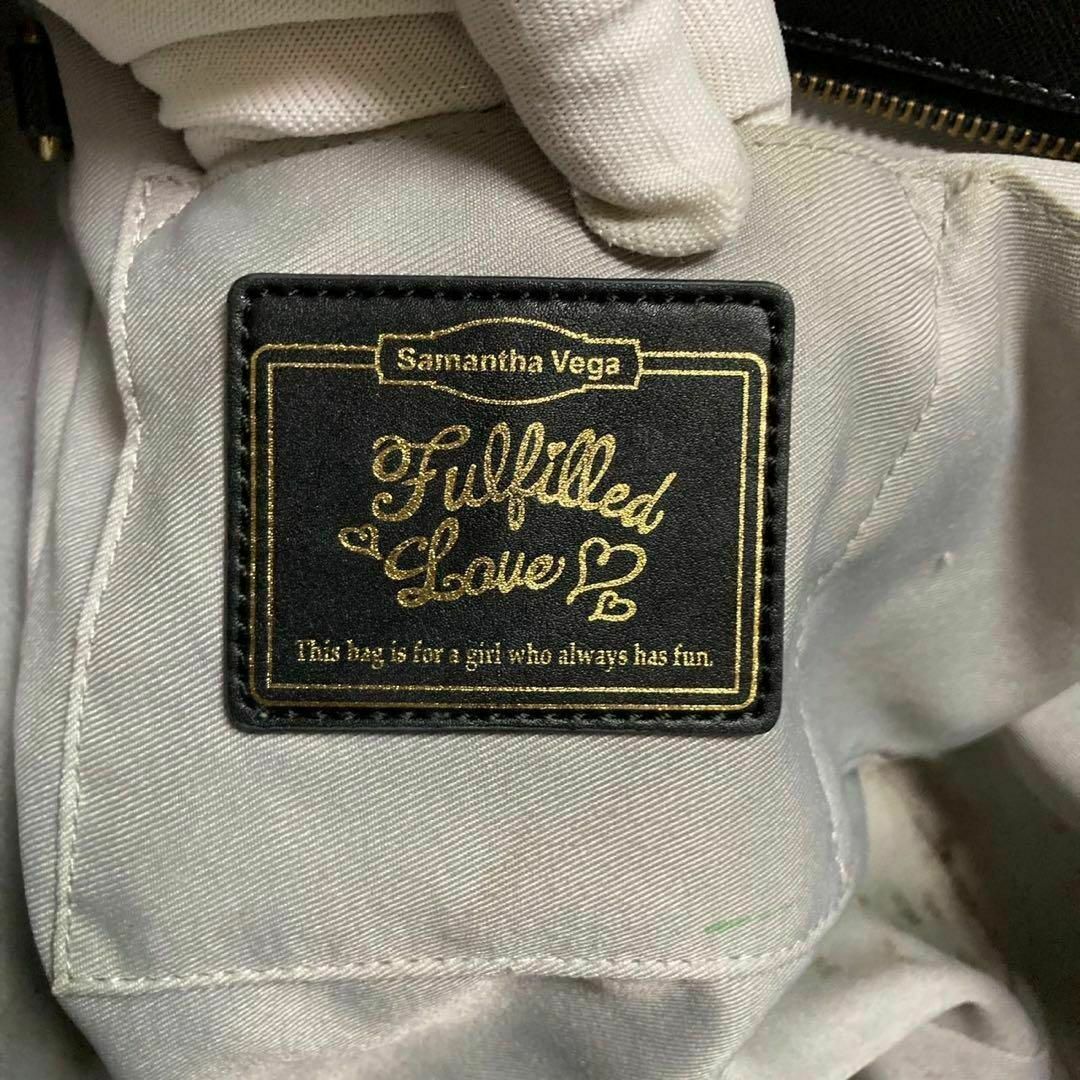 Samantha Vega
Fulfilled
Love
This bag is for a girl who always has fun.